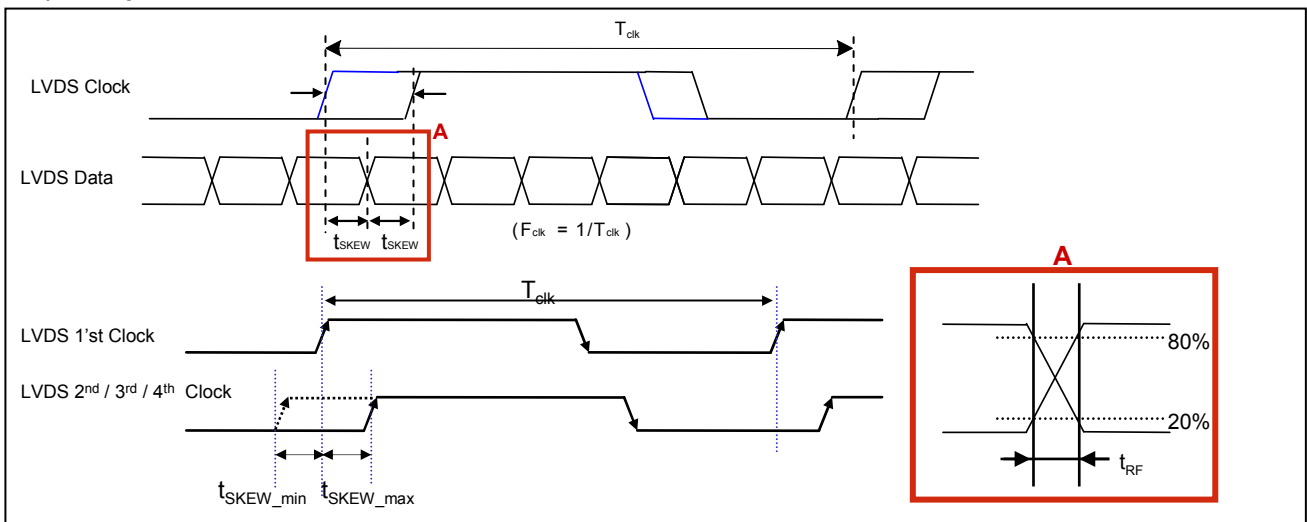 Tclk
LVDS Clock
A
LVDS Data
tSKEW tSKEW
(Fclk = 1/Tclk )
A
Tclk
LVDS 1'st Clock
80%
LVDS 2nd / 3rd / 4th Clock
20%
tRF
tSKEW_min tSKEW_max